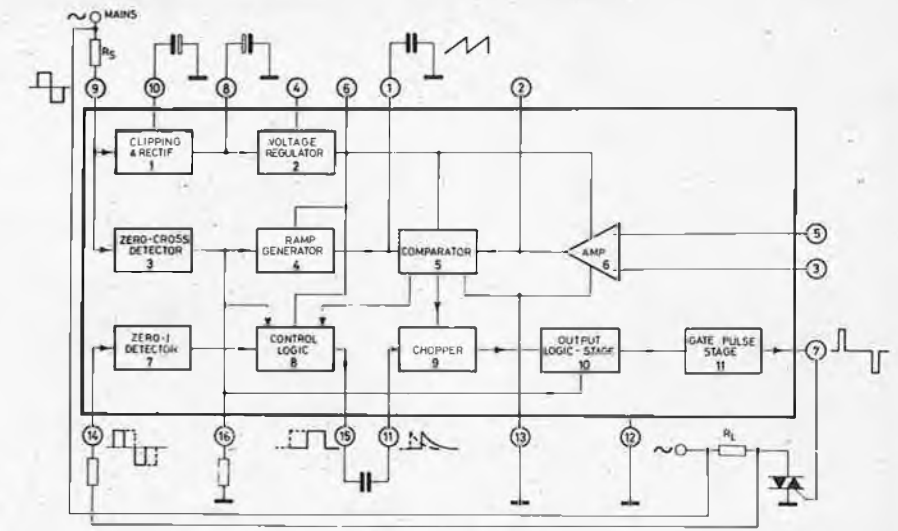 ∼ MAINS
RS
9 10 8 4 6 1 2
CLIPPING
& RECTIF
1
VOLTAGE
REGULATOR
2
ZERO-CROSS
DETECTOR
3
RAMP
GENERATOR
4
COMPARATOR
5
AMP
6
5
3
ZERO-I
DETECTOR
7
CONTROL
LOGIC
8
CHOPPER
9
OUTPUT
LOGIC-STAGE
10
GATE PULSE
STAGE
11
7
14 16 15 11 13 12
∼
RL